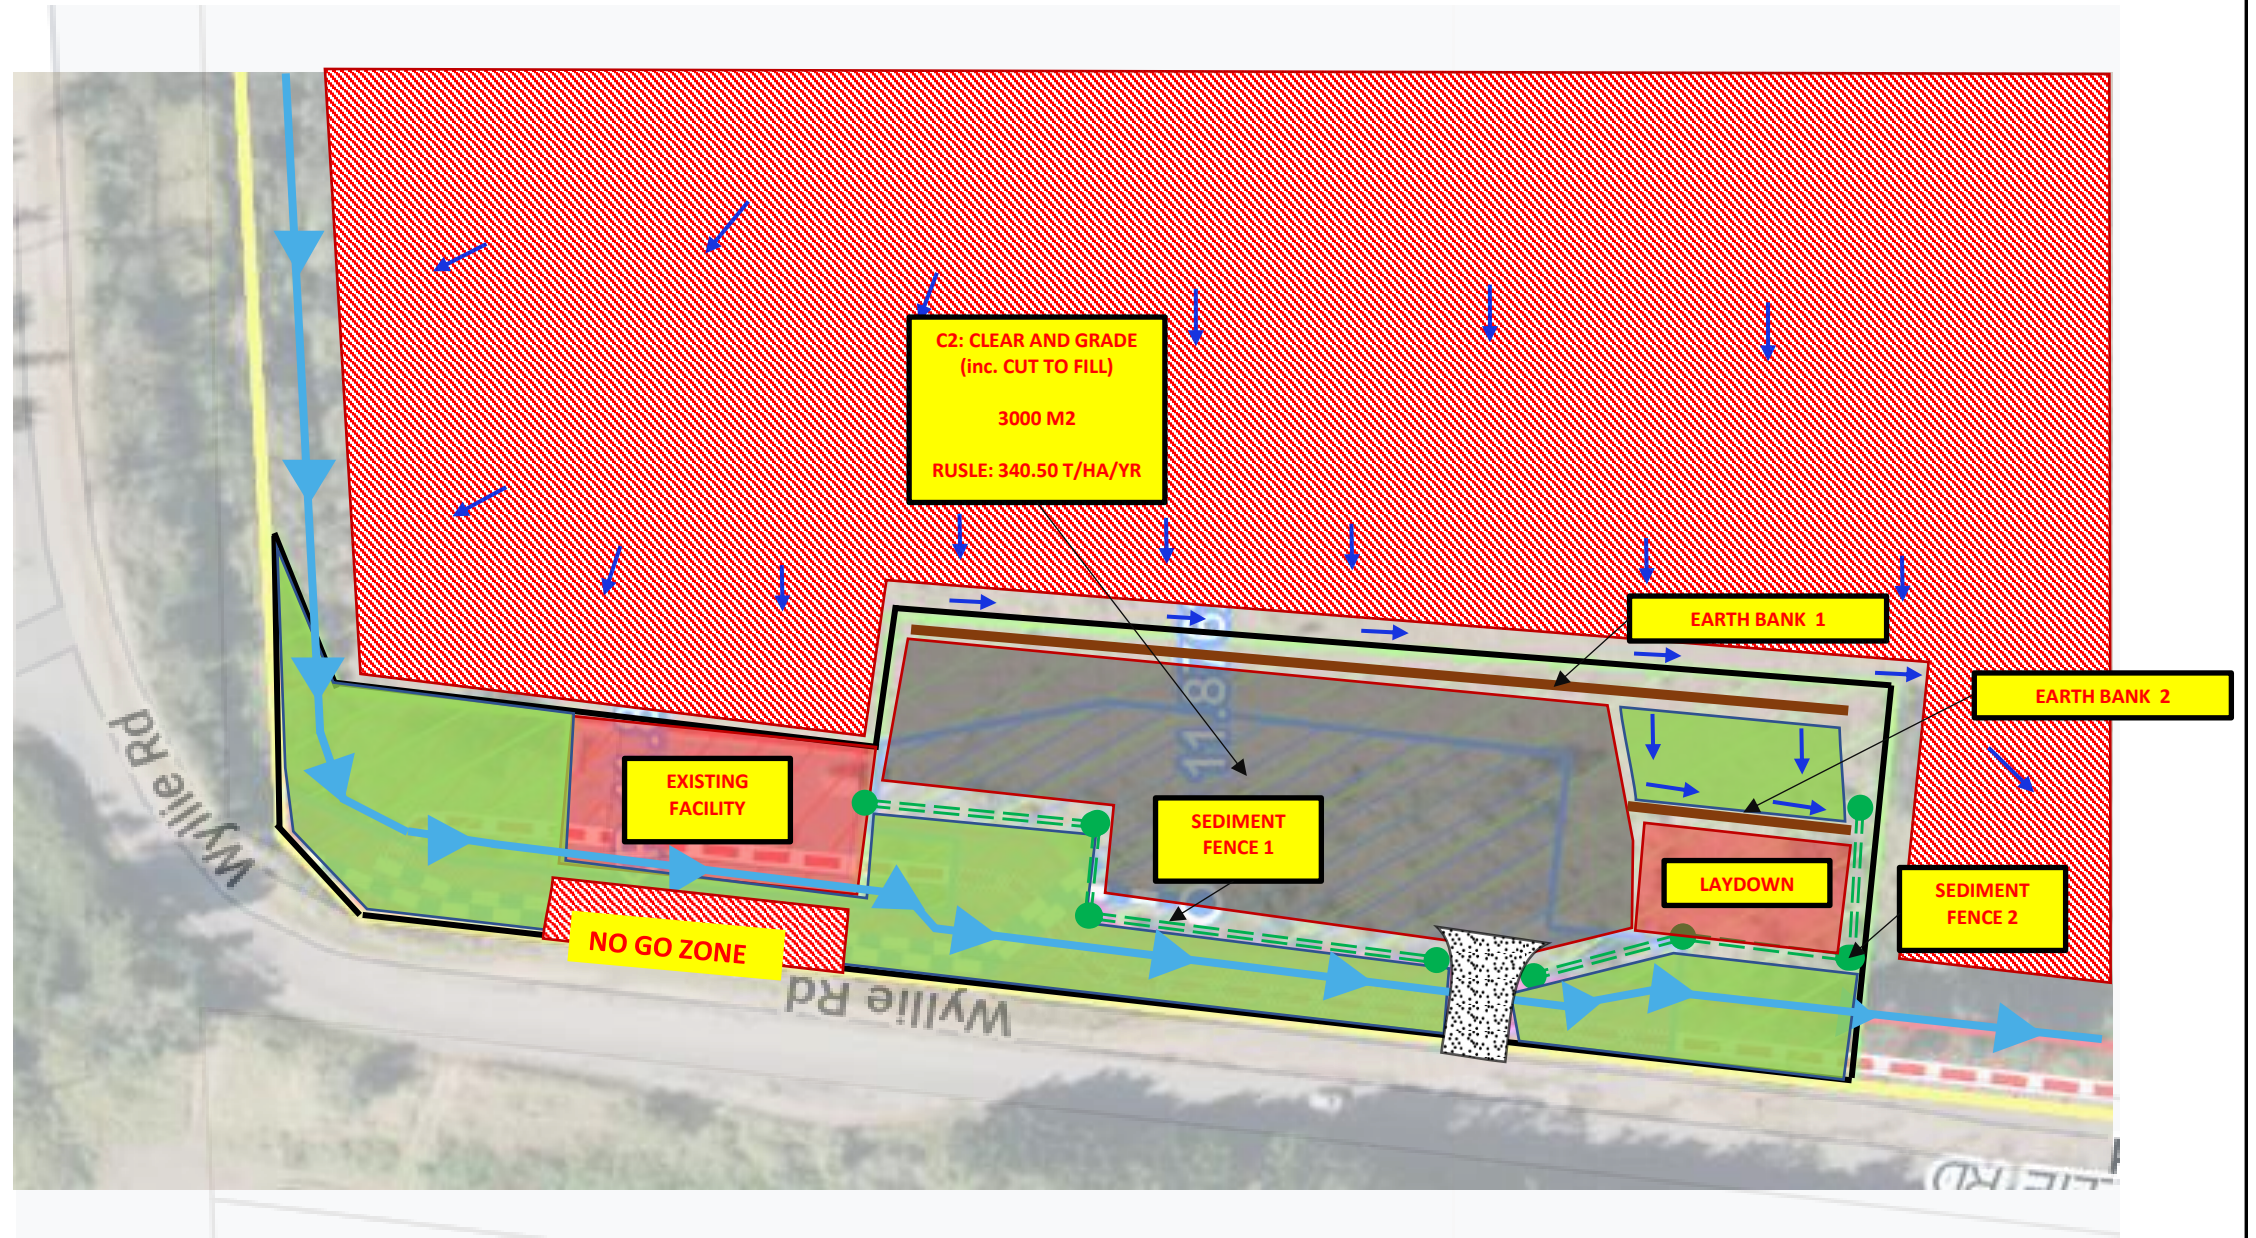 C2: CLEAR AND GRADE
(inc. CUT TO FILL)
3000 M2
RUSLE: 340.50 T/HA/YR
EARTH BANK 1
EARTH BANK 2
EXISTING
FACILITY
SEDIMENT
FENCE 1
LAYDOWN
SEDIMENT
FENCE 2
NO GO ZONE
Wyllie Rd
Wyllie Rd